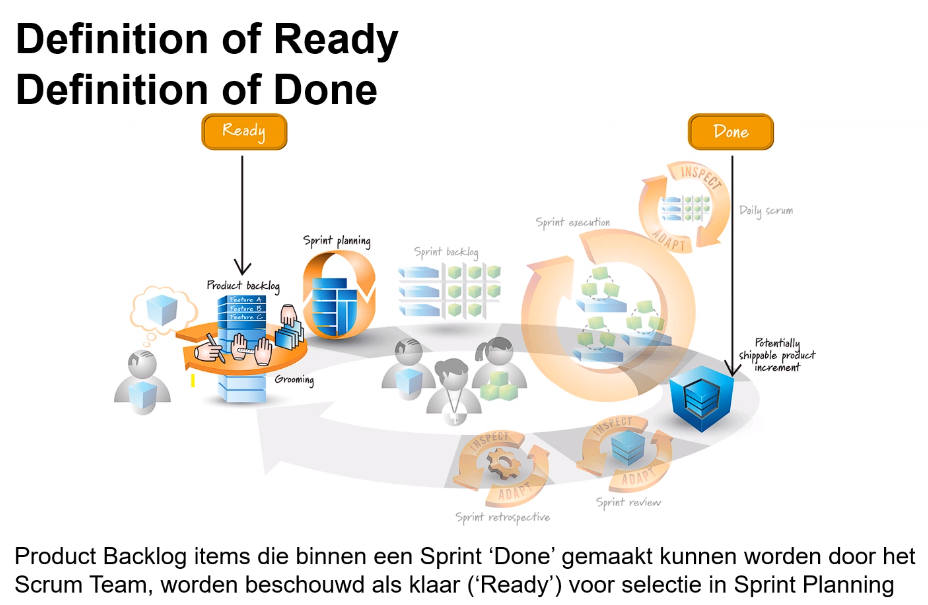 Definition of Ready
Definition of Done
Ready
Done
INSPECT
ADAPT
Daily scrum
Sprint execution
Sprint planning
Sprint backlog
Product backlog
Feature A
Feature B
Feature C
Grooming
Potentially
shippable product
increment
INSPECT
ADAPT
Sprint retrospective
INSPECT
ADAPT
Sprint review
Product Backlog items die binnen een Sprint ‘Done’ gemaakt kunnen worden door het
Scrum Team, worden beschouwd als klaar (‘Ready’) voor selectie in Sprint Planning